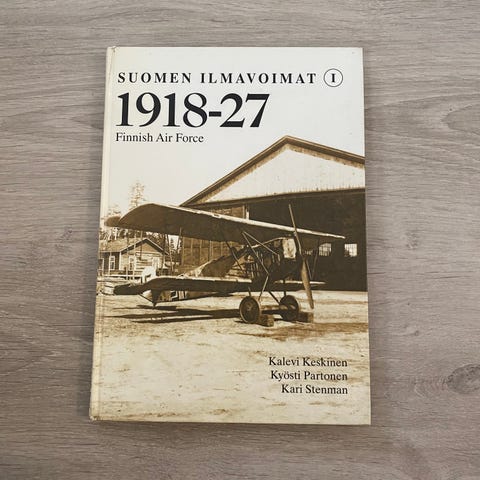 SUOMEN ILMAVOIMAT I
1918-27
Finnish Air Force
Kalevi Keskinen
Kyösti Partonen
Kari Stenman